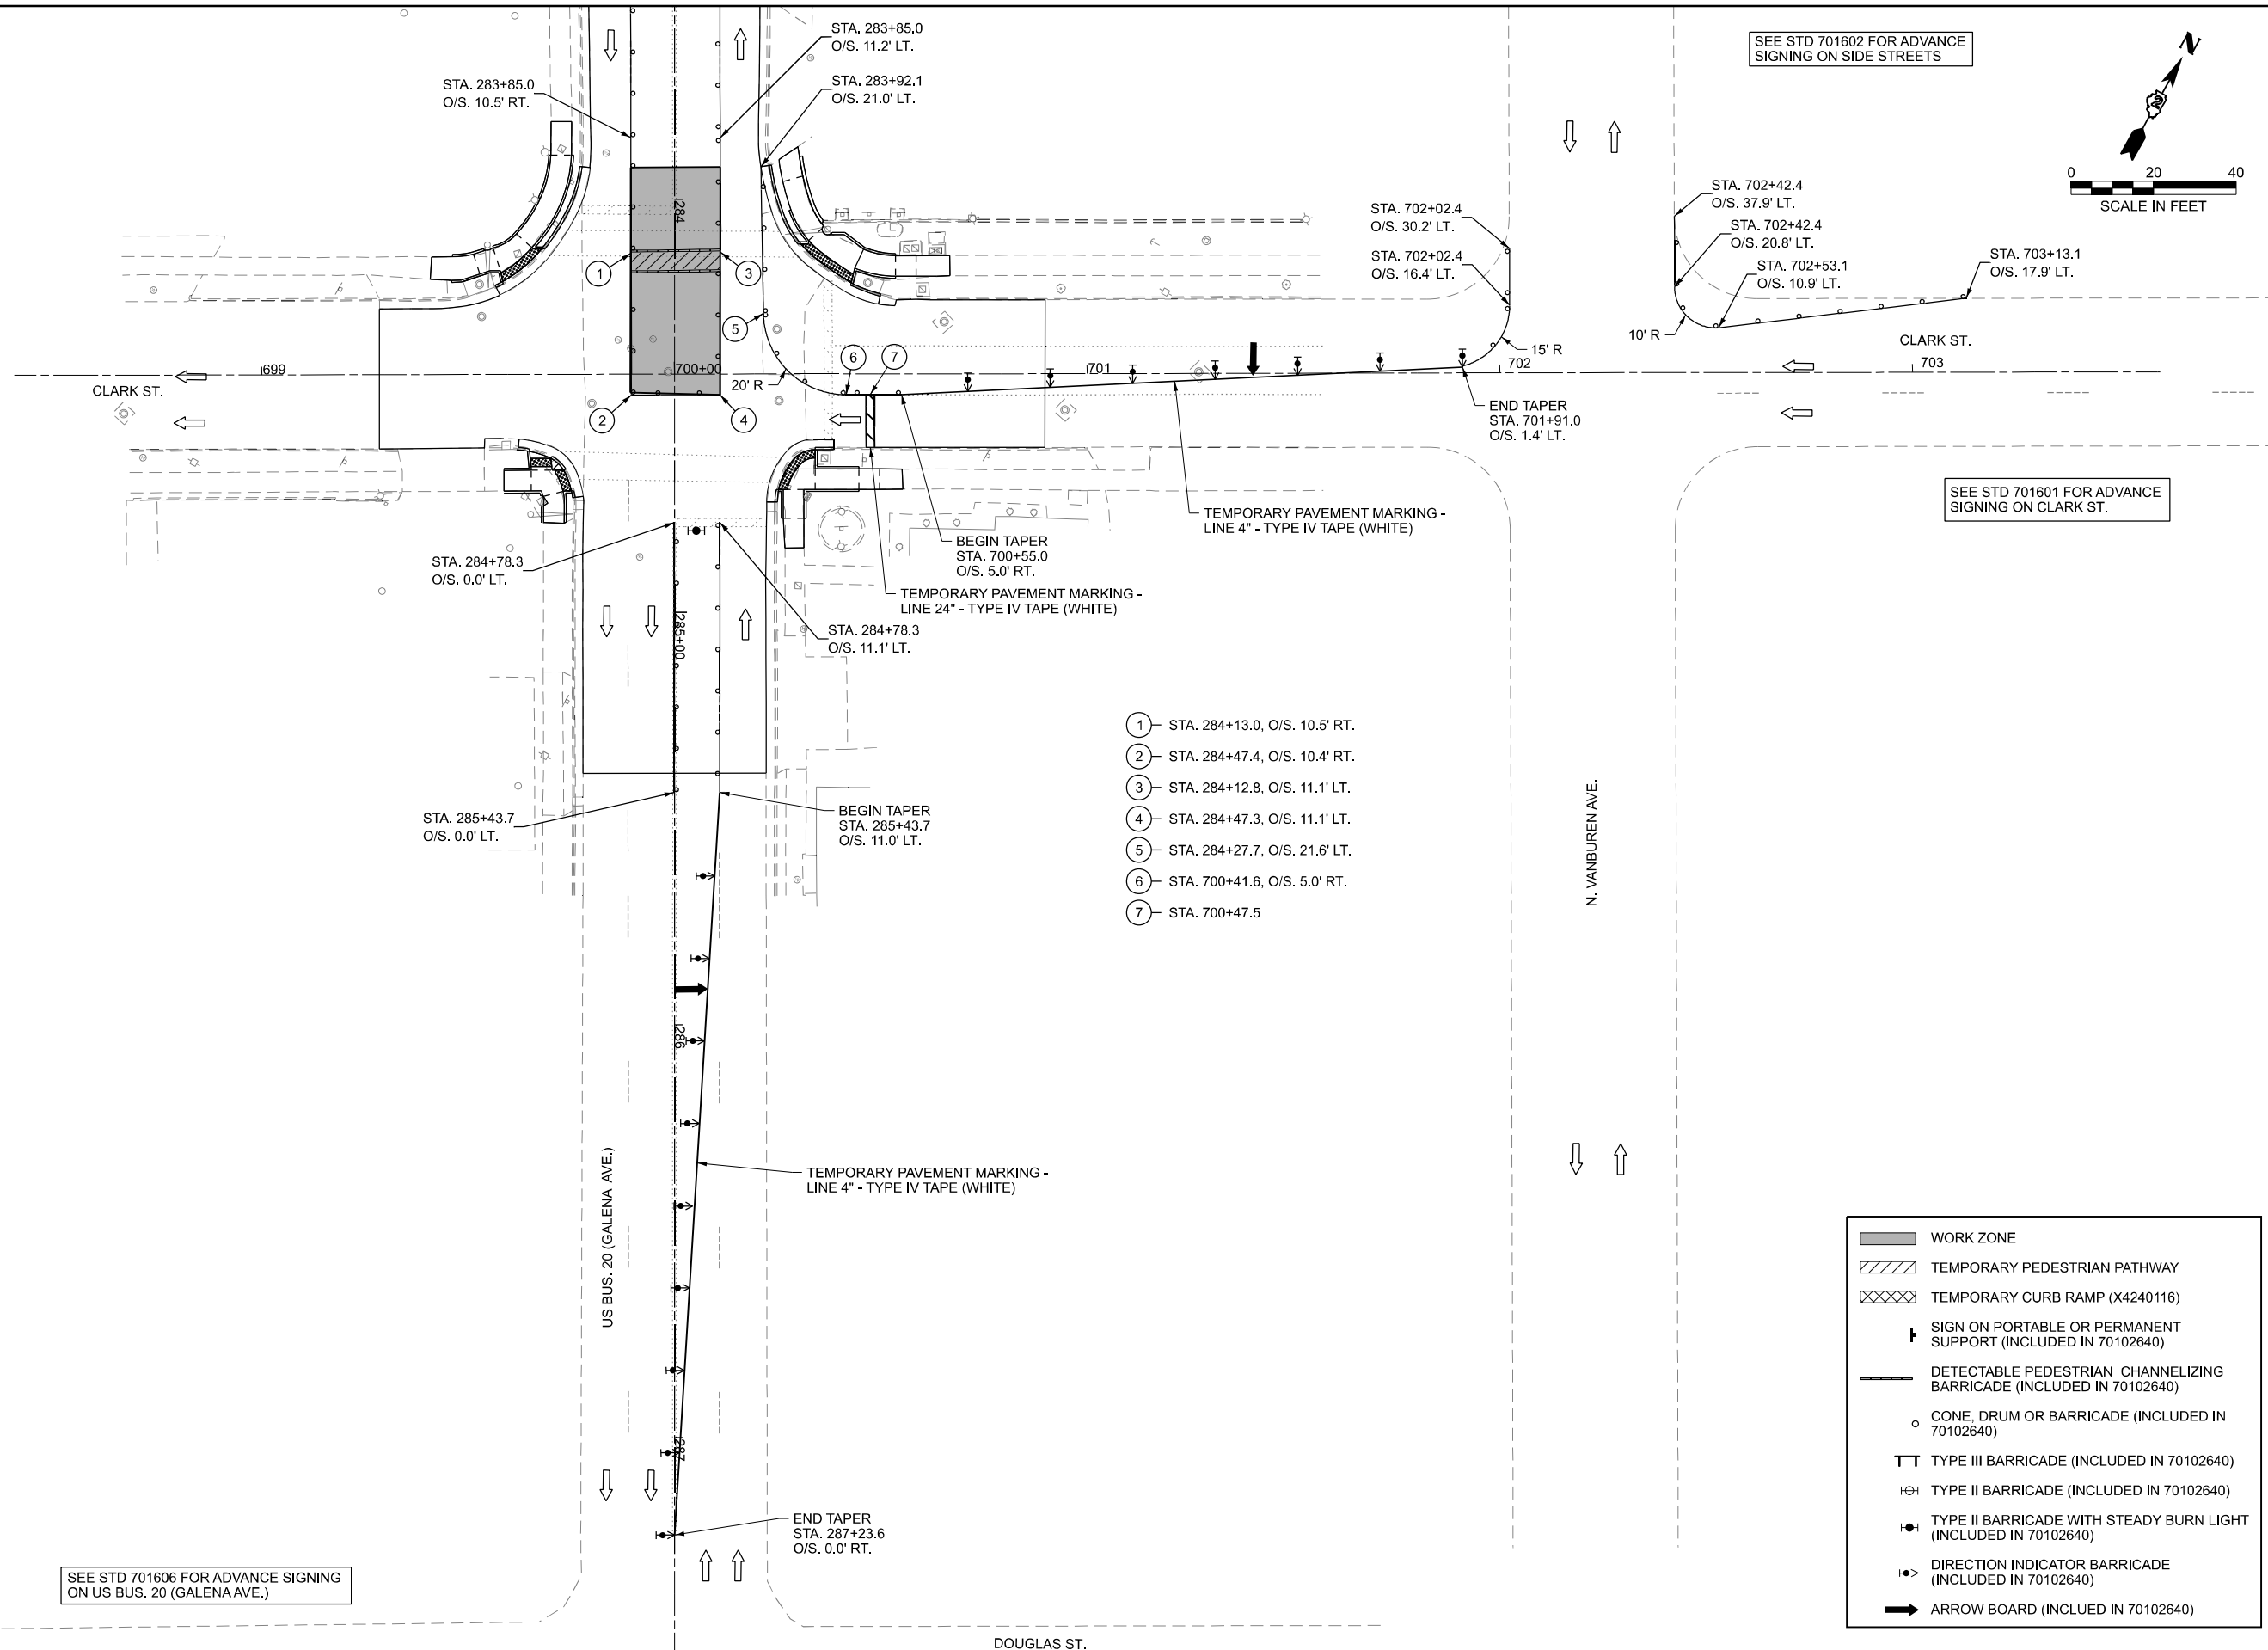 STA. 283+85.0
O/S. 11.2' LT.
SEE STD 701602 FOR ADVANCE
SIGNING ON SIDE STREETS
N
STA. 283+85.0
O/S. 10.5' RT.
STA. 283+92.1
O/S. 21.0' LT.
0 20 40
SCALE IN FEET
STA. 702+02.4
O/S. 30.2' LT.
STA. 702+02.4
O/S. 16.4' LT.
STA. 702+42.4
O/S. 37.9' LT.
STA. 702+42.4
O/S. 20.8' LT.
STA. 702+53.1
O/S. 10.9' LT.
STA. 703+13.1
O/S. 17.9' LT.
284
1
3
5
6
7
2
4
10' R
15' R
20' R
CLARK ST.
699
700+00
701
702
703
CLARK ST.
END TAPER
STA. 701+91.0
O/S. 1.4' LT.
SEE STD 701601 FOR ADVANCE
SIGNING ON CLARK ST.
TEMPORARY PAVEMENT MARKING -
LINE 4" - TYPE IV TAPE (WHITE)
BEGIN TAPER
STA. 700+55.0
O/S. 5.0' RT.
STA. 284+78.3
O/S. 0.0' LT.
TEMPORARY PAVEMENT MARKING -
LINE 24" - TYPE IV TAPE (WHITE)
STA. 284+78.3
O/S. 11.1' LT.
285+00
1 STA. 284+13.0, O/S. 10.5' RT.
2 STA. 284+47.4, O/S. 10.4' RT.
3 STA. 284+12.8, O/S. 11.1' LT.
4 STA. 284+47.3, O/S. 11.1' LT.
5 STA. 284+27.7, O/S. 21.6' LT.
6 STA. 700+41.6, O/S. 5.0' RT.
7 STA. 700+47.5
STA. 285+43.7
O/S. 0.0' LT.
BEGIN TAPER
STA. 285+43.7
O/S. 11.0' LT.
N. VANBUREN AVE.
286
US BUS. 20 (GALENA AVE.)
TEMPORARY PAVEMENT MARKING -
LINE 4" - TYPE IV TAPE (WHITE)
287
END TAPER
STA. 287+23.6
O/S. 0.0' RT.
SEE STD 701606 FOR ADVANCE SIGNING
ON US BUS. 20 (GALENA AVE.)
DOUGLAS ST.
WORK ZONE
TEMPORARY PEDESTRIAN PATHWAY
TEMPORARY CURB RAMP (X4240116)
SIGN ON PORTABLE OR PERMANENT
SUPPORT (INCLUDED IN 70102640)
DETECTABLE PEDESTRIAN CHANNELIZING
BARRICADE (INCLUDED IN 70102640)
CONE, DRUM OR BARRICADE (INCLUDED IN
70102640)
TYPE III BARRICADE (INCLUDED IN 70102640)
TYPE II BARRICADE (INCLUDED IN 70102640)
TYPE II BARRICADE WITH STEADY BURN LIGHT
(INCLUDED IN 70102640)
DIRECTION INDICATOR BARRICADE
(INCLUDED IN 70102640)
ARROW BOARD (INCLUED IN 70102640)